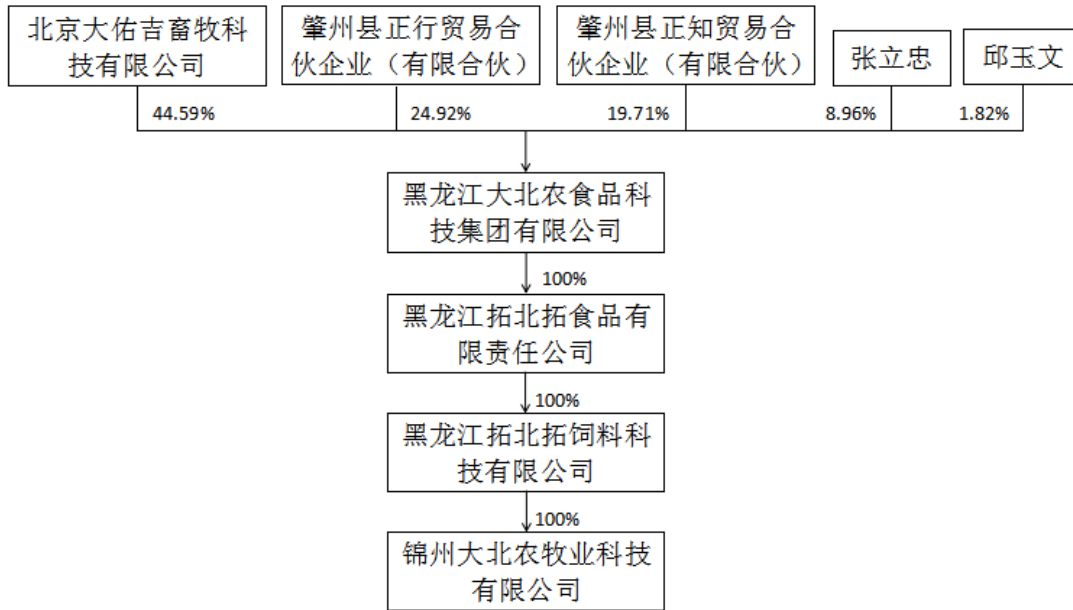 北京大佑吉畜牧科
技有限公司
肇州县正行贸易合
伙企业（有限合伙）
肇州县正知贸易合
伙企业（有限合伙）
张立忠
邱玉文
44.59%
24.92%
19.71%
8.96%
1.82%
黑龙江大北农食品科
技集团有限公司
100%
黑龙江拓北拓食品有
限责任公司
100%
黑龙江拓北拓饲料科
技有限公司
100%
锦州大北农牧业科技
有限公司